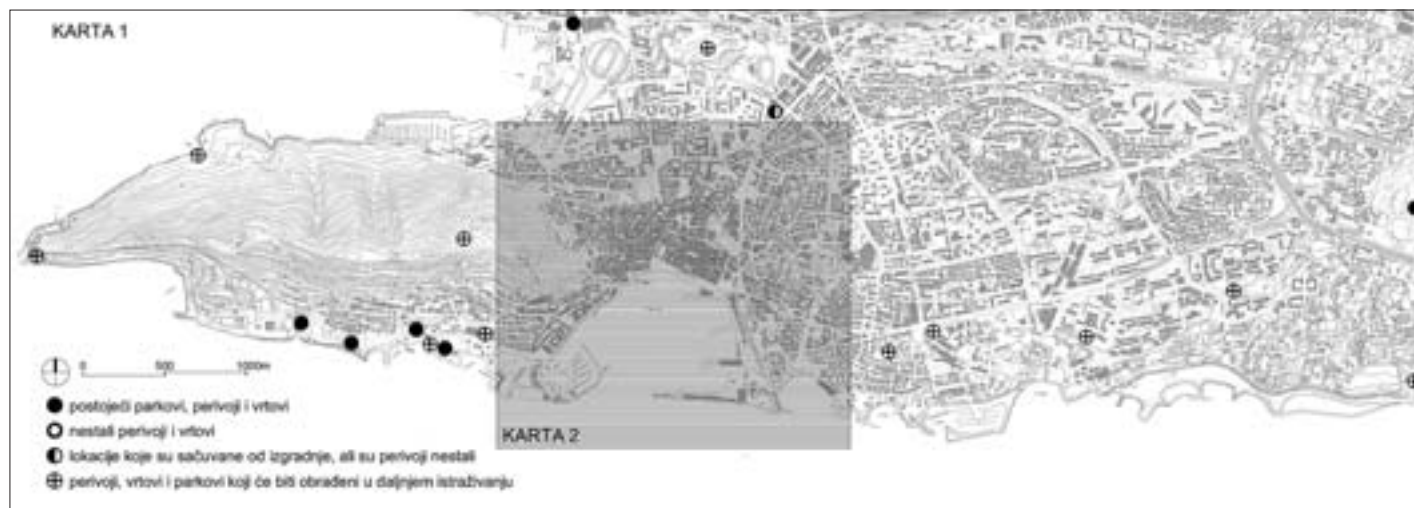 KARTA 1
0 500 1000m
postojeći parkovi, perivoji i vrtovi
nestali perivoji i vrtovi
lokacije koje su sačuvane od izgradnje, ali su perivoji nestali
perivoji, vrtovi i parkovi koji će biti obrađeni u daljnjem istraživanju
KARTA 2